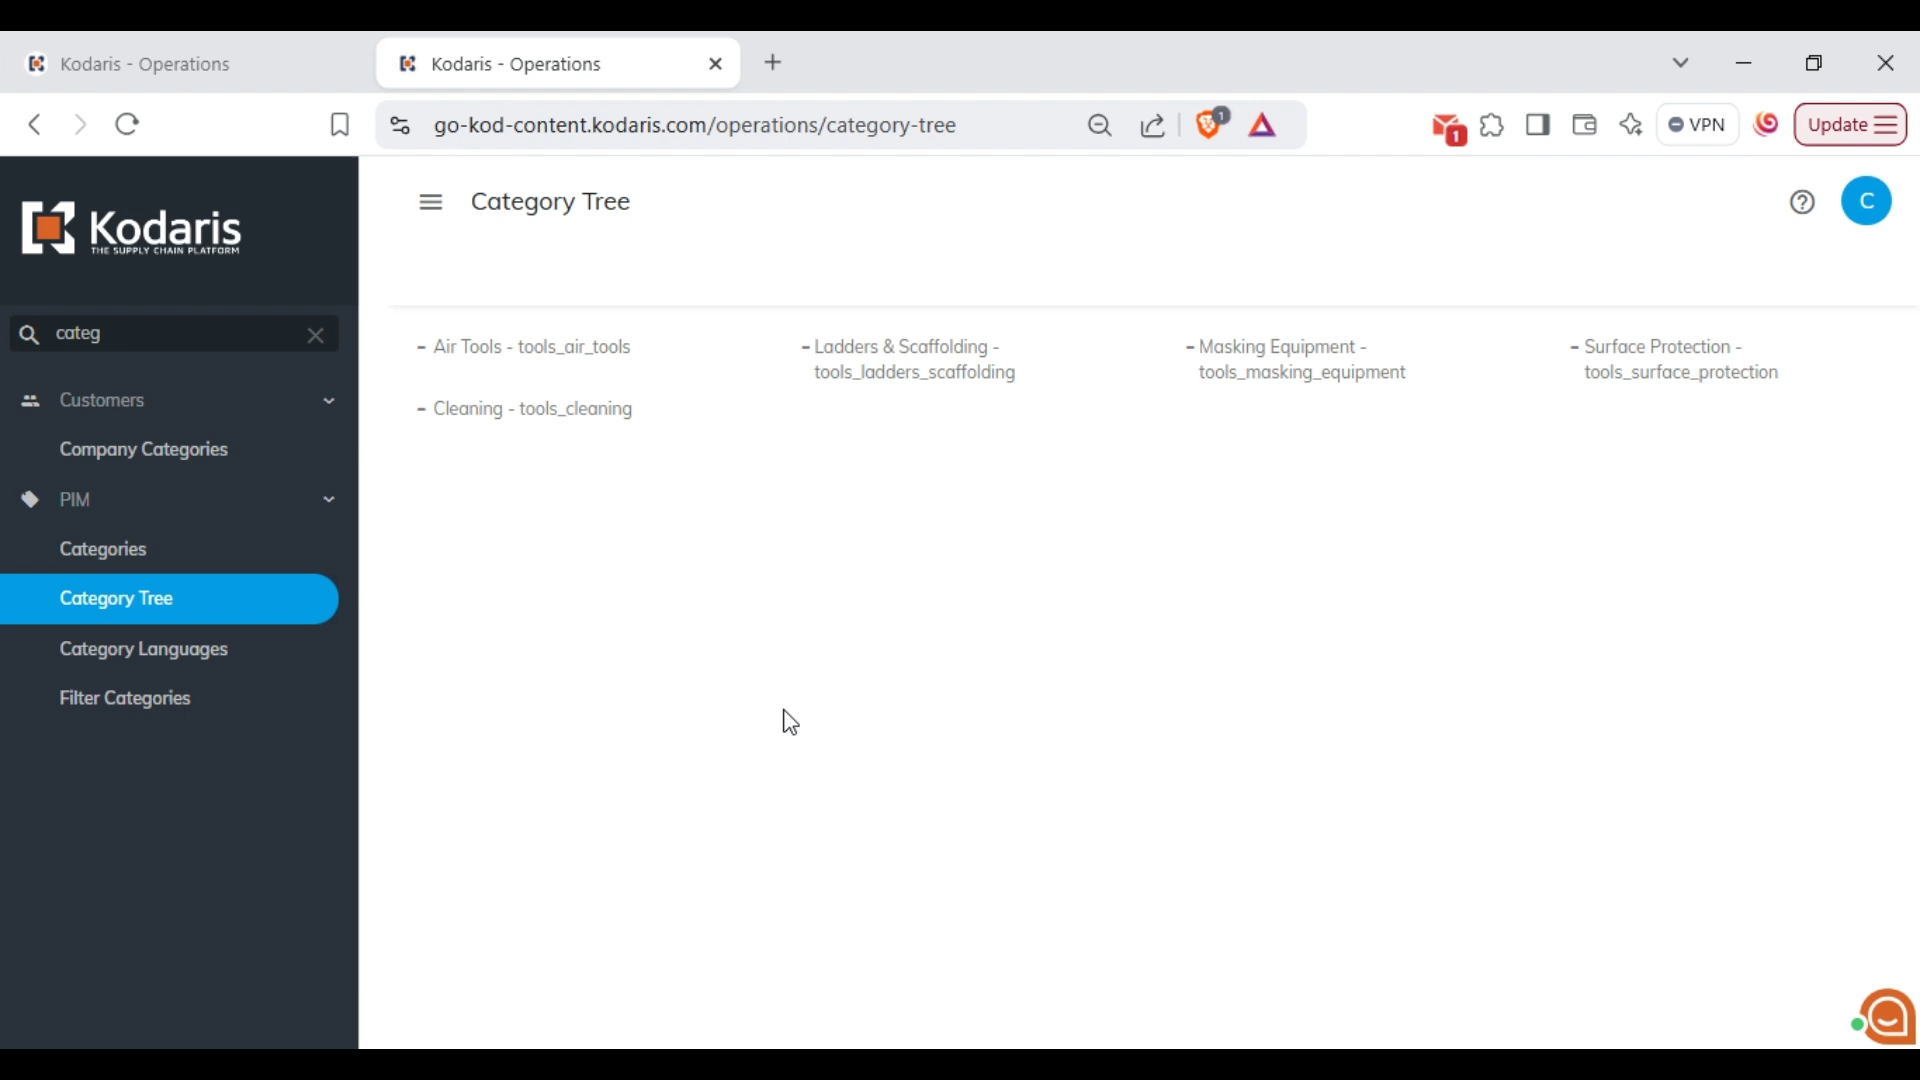 Kodaris - Operations
Kodaris - Operations
go-kod-content.kodaris.com/operations/category-tree
1
1
VPN
Update
Kodaris
THE SUPPLY CHAIN PLATFORM
Category Tree
C
categ
Customers
Company Categories
PIM
Categories
Category Tree
Category Languages
Filter Categories
- Air Tools - tools_air_tools
- Ladders & Scaffolding -
tools_ladders_scaffolding
- Masking Equipment -
tools_masking_equipment
- Surface Protection -
tools_surface_protection
- Cleaning - tools_cleaning